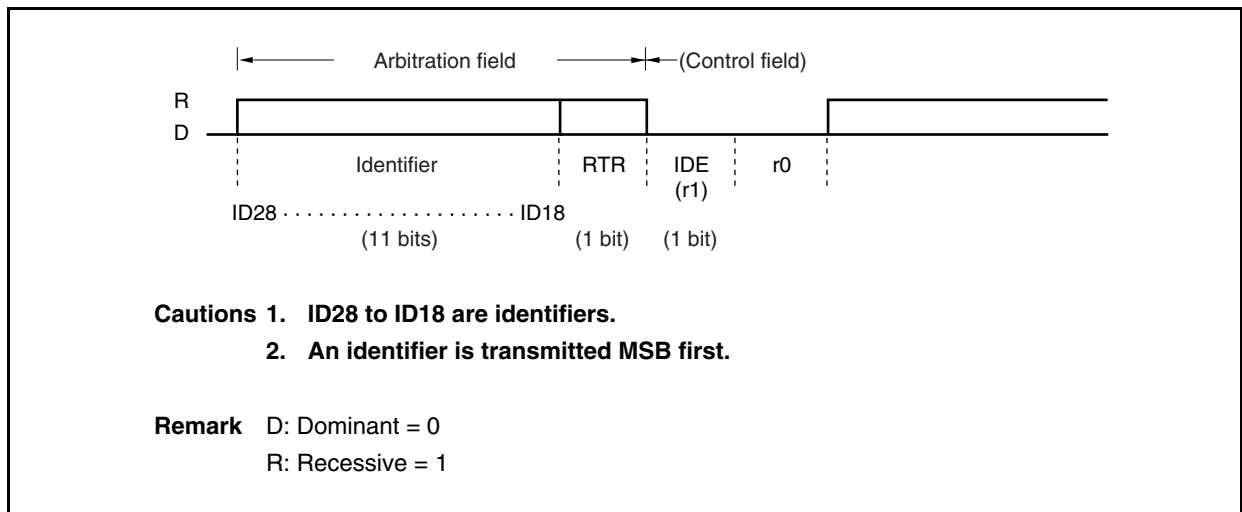 Arbitration field (Control field)
R
D
Identifier RTR IDE r0
(r1)
ID28 · · · · · · · · · · · · · · · · · · · · ID18
(11 bits) (1 bit) (1 bit)
Cautions 1. ID28 to ID18 are identifiers.
2. An identifier is transmitted MSB first.
Remark D: Dominant = 0
R: Recessive = 1